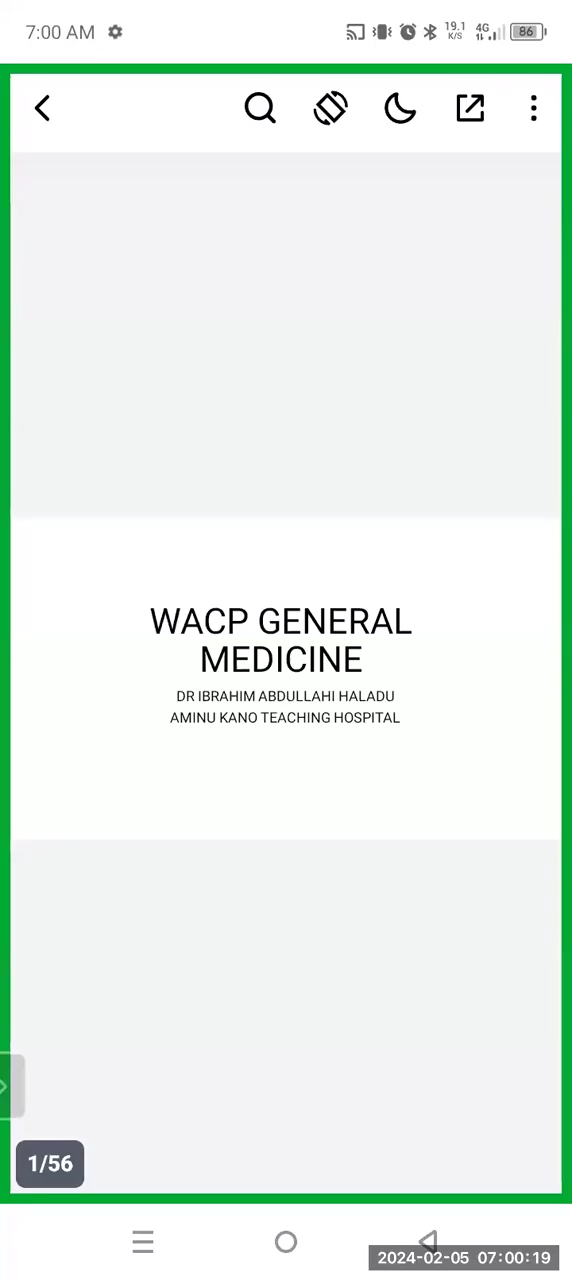 7:00 AM
19.1
K/S
4G
86
WACP GENERAL
MEDICINE
DR IBRAHIM ABDULLAHI HALADU
AMINU KANO TEACHING HOSPITAL
1/56
2024-02-05 07:00:19